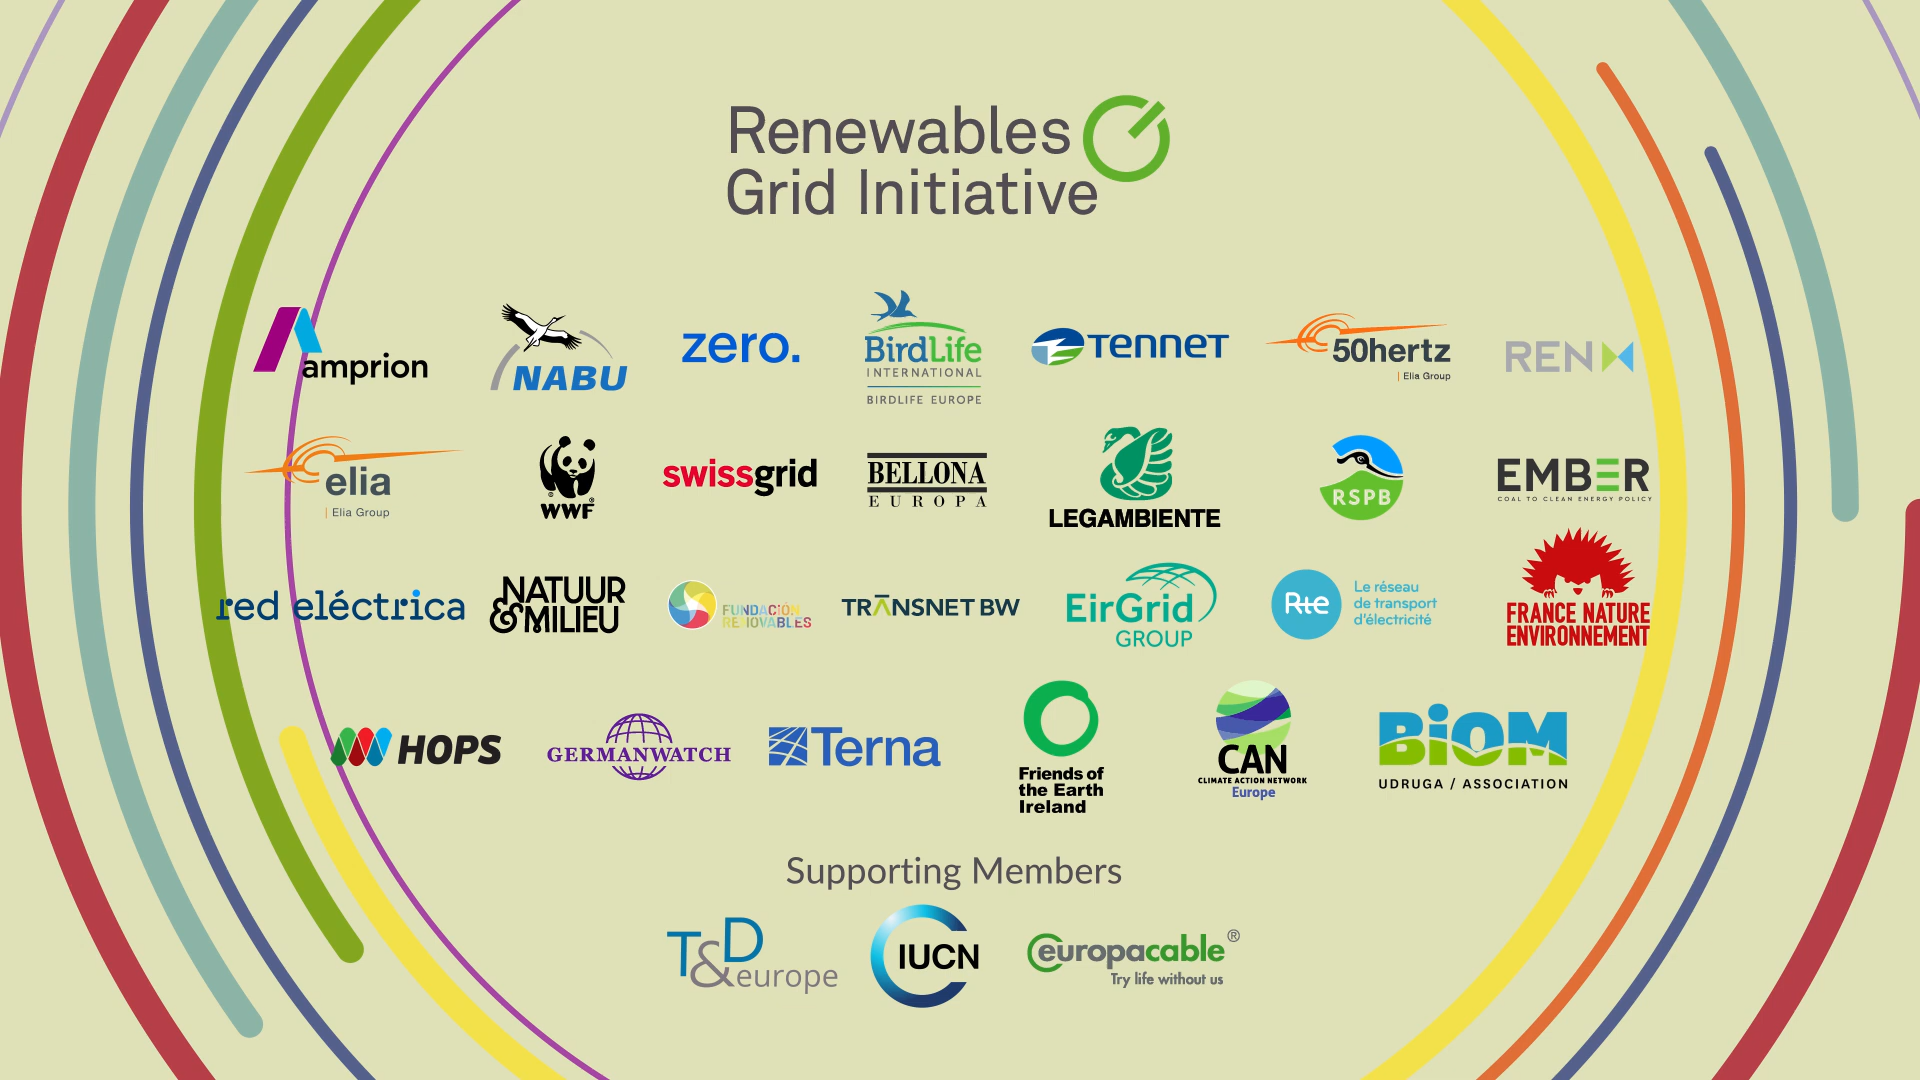 Renewables
Grid Initiative
amprion
NABU
zero.
BirdLife
INTERNATIONAL
BIRDLIFE EUROPE
TENNET
50hertz
| Elia Group
REN
elia
| Elia Group
WWF
swissgrid
BELLONA
EUROPA
LEGAMBIENTE
RSPB
EMBER
COAL TO CLEAN ENERGY POLICY
red eléctrica
NATUUR
&MILIEU
FUNDACIÓN
RENOVABLES
TRANSNET BW
EirGrid
GROUP
Rte
Le réseau
de transport
d'électricité
FRANCE NATURE
ENVIRONNEMENT
HOPS
GERMANWATCH
Terna
Friends of
the Earth
Ireland
CAN
CLIMATE ACTION NETWORK
Europe
BiOM
UDRUGA / ASSOCIATION
Supporting Members
T&D
europe
IUCN
europacable®
Try life without us